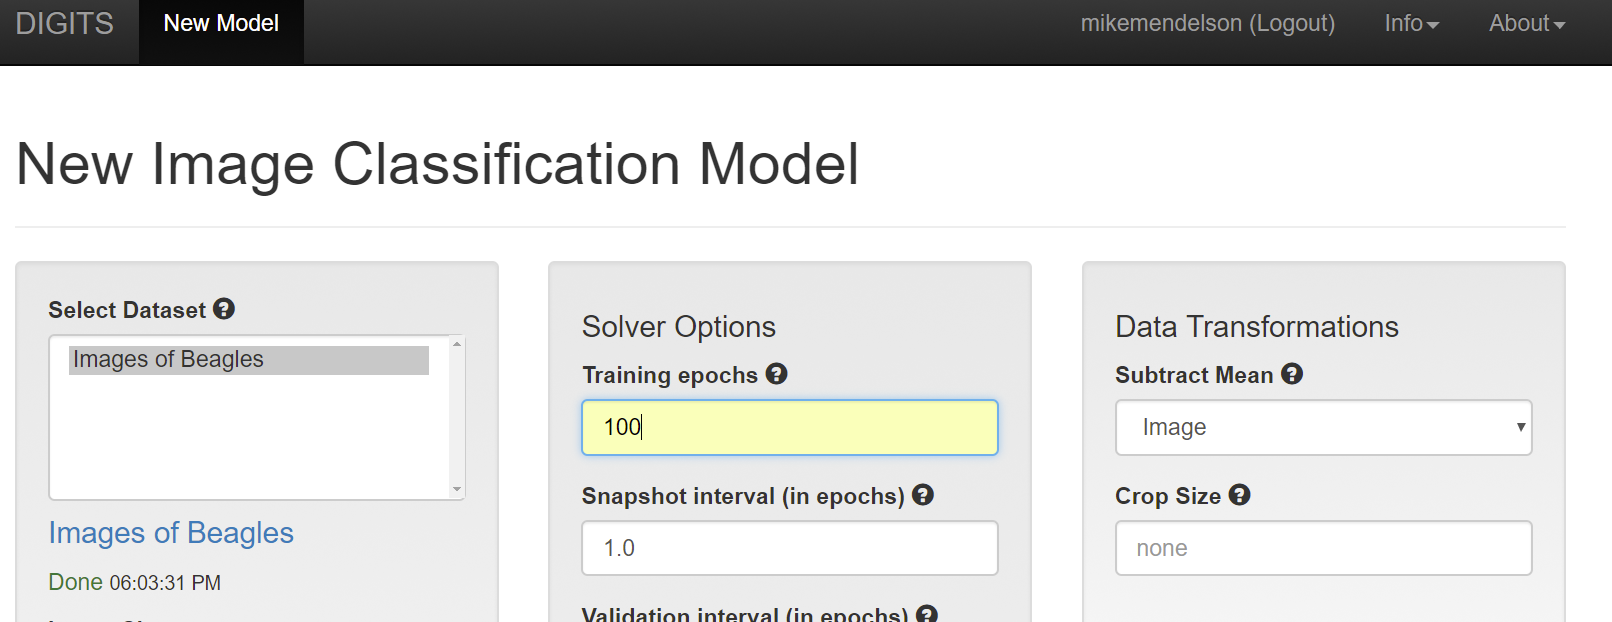 DIGITS New Model mikemendelson (Logout) Info About
New Image Classification Model
Select Dataset
Images of Beagles
Images of Beagles
Done 06:03:31 PM
Solver Options
Training epochs
100
Snapshot interval (in epochs)
1.0
Validation interval (in epochs)
Data Transformations
Subtract Mean
Image
Crop Size
none